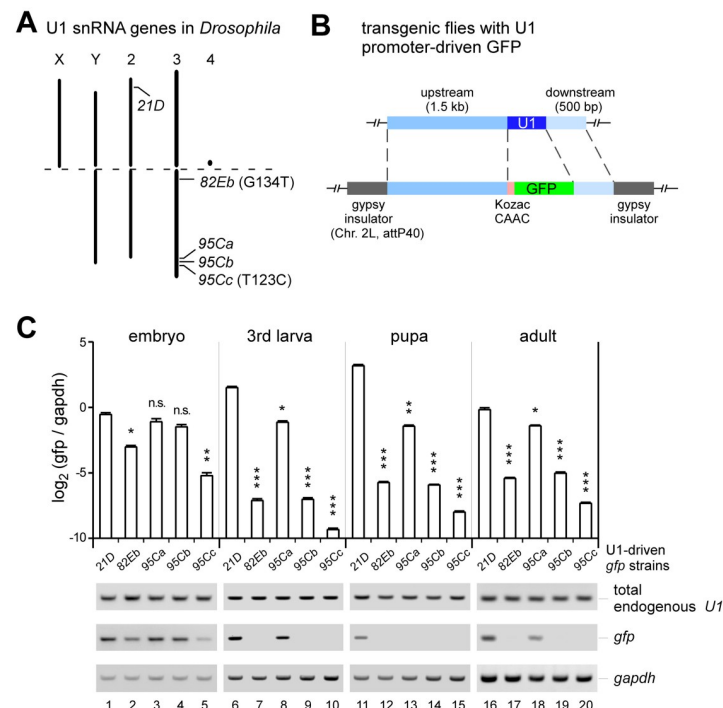 A U1 snRNA genes in Drosophila
X Y 2 3 4
21D
82Eb (G134T)
95Ca
95Cb
95Cc (T123C)
B transgenic flies with U1
promoter-driven GFP
upstream downstream
(1.5 kb) (500 bp)
U1
GFP
gypsy Kozac gypsy
insulator CAAC insulator
(Chr. 2L, attP40)
C embryo 3rd larva pupa adult
5
0
-5
-10
log2 (gfp / gapdh)
* n.s. n.s. **
*** * *** ***
*** ** *** ***
*** * *** ***
21D 82Eb 95Ca 95Cb 95Cc 21D 82Eb 95Ca 95Cb 95Cc 21D 82Eb 95Ca 95Cb 95Cc 21D 82Eb 95Ca 95Cb 95Cc
U1-driven
gfp strains
total
endogenous U1
gfp
gapdh
1 2 3 4 5 6 7 8 9 10 11 12 13 14 15 16 17 18 19 20